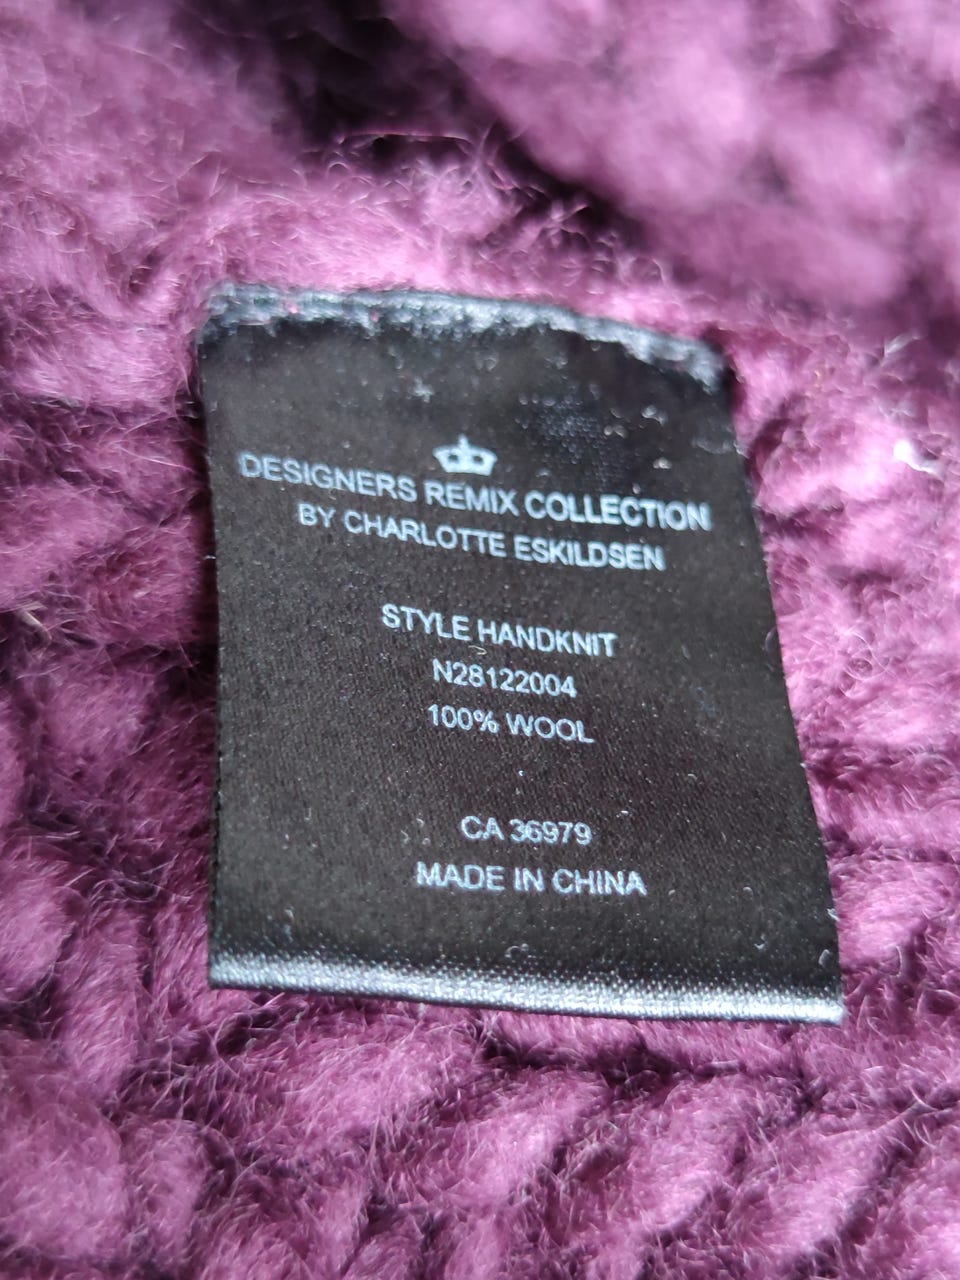 DESIGNERS REMIX COLLECTION
BY CHARLOTTE ESKILDSEN
STYLE HANDKNIT
N28122004
100% WOOL
CA 36979
MADE IN CHINA